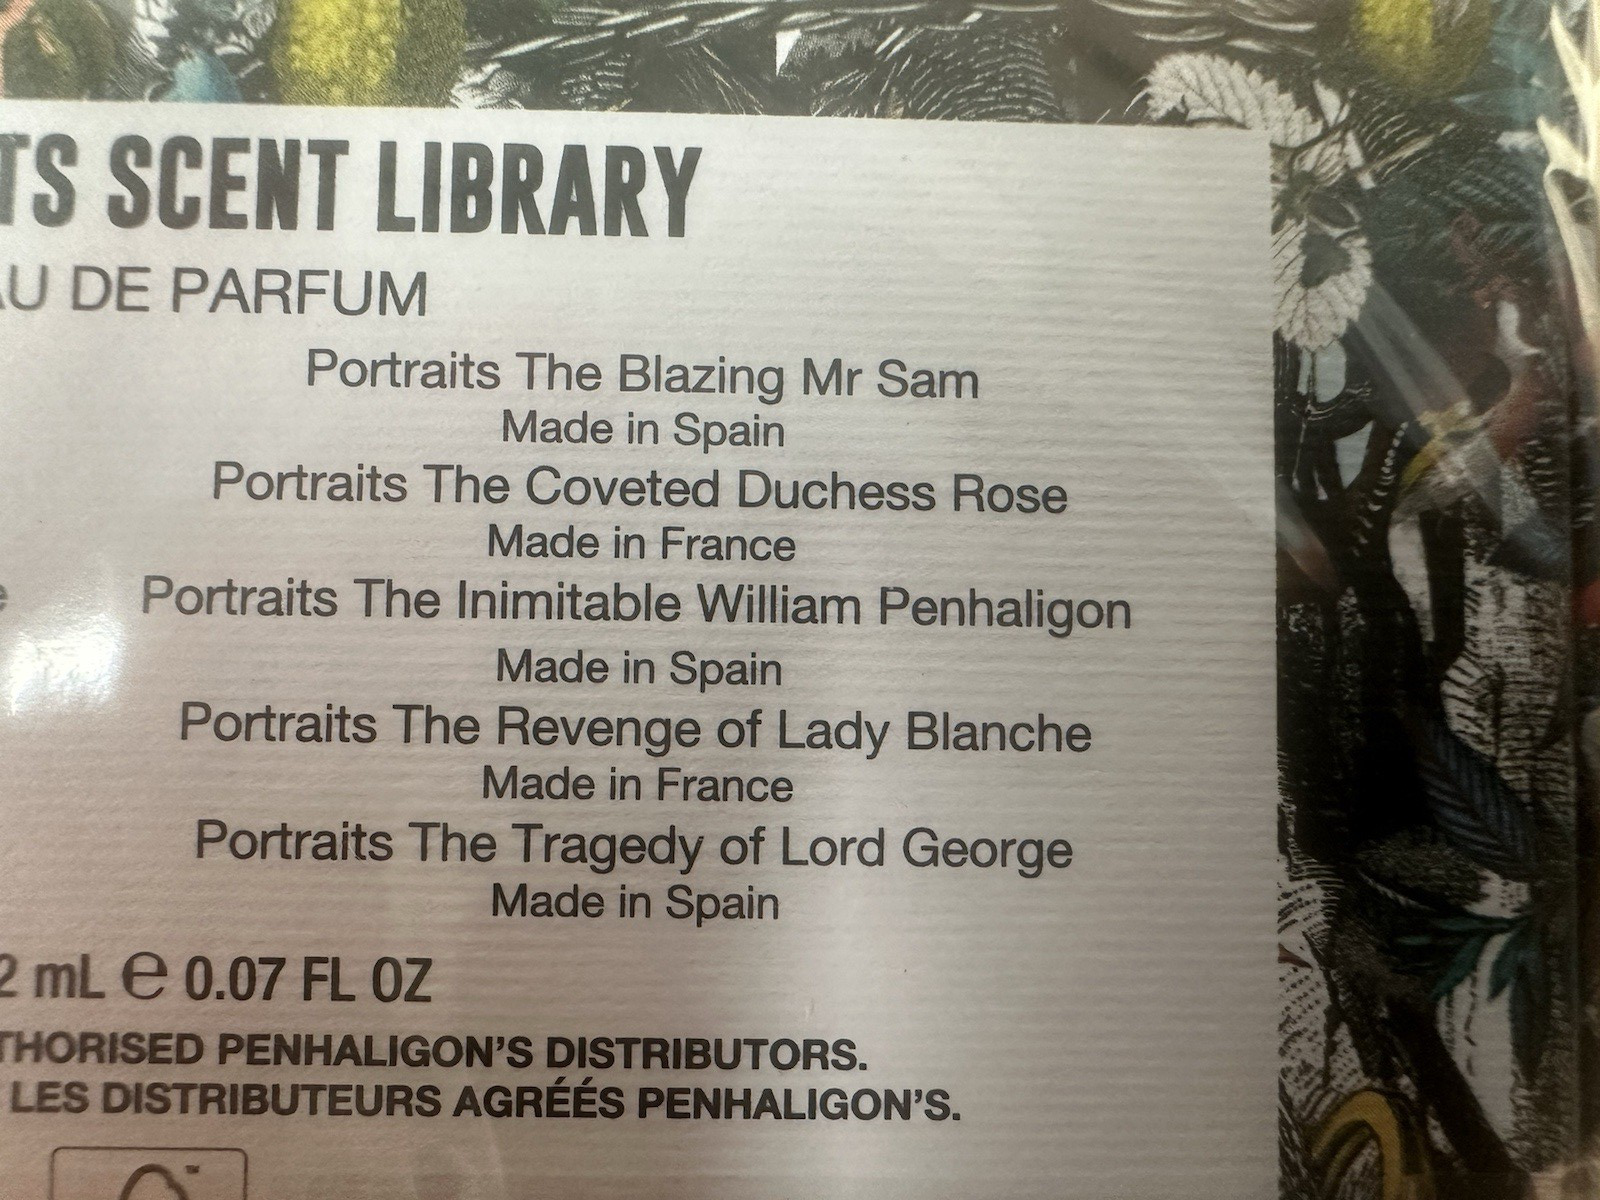 TS SCENT LIBRARY
AU DE PARFUM
Portraits The Blazing Mr Sam
Made in Spain
Portraits The Coveted Duchess Rose
Made in France
e Portraits The Inimitable William Penhaligon
Made in Spain
Portraits The Revenge of Lady Blanche
Made in France
Portraits The Tragedy of Lord George
Made in Spain
2 mL ℮ 0.07 FL OZ
THORISED PENHALIGON'S DISTRIBUTORS.
LES DISTRIBUTEURS AGRÉÉS PENHALIGON'S.
™